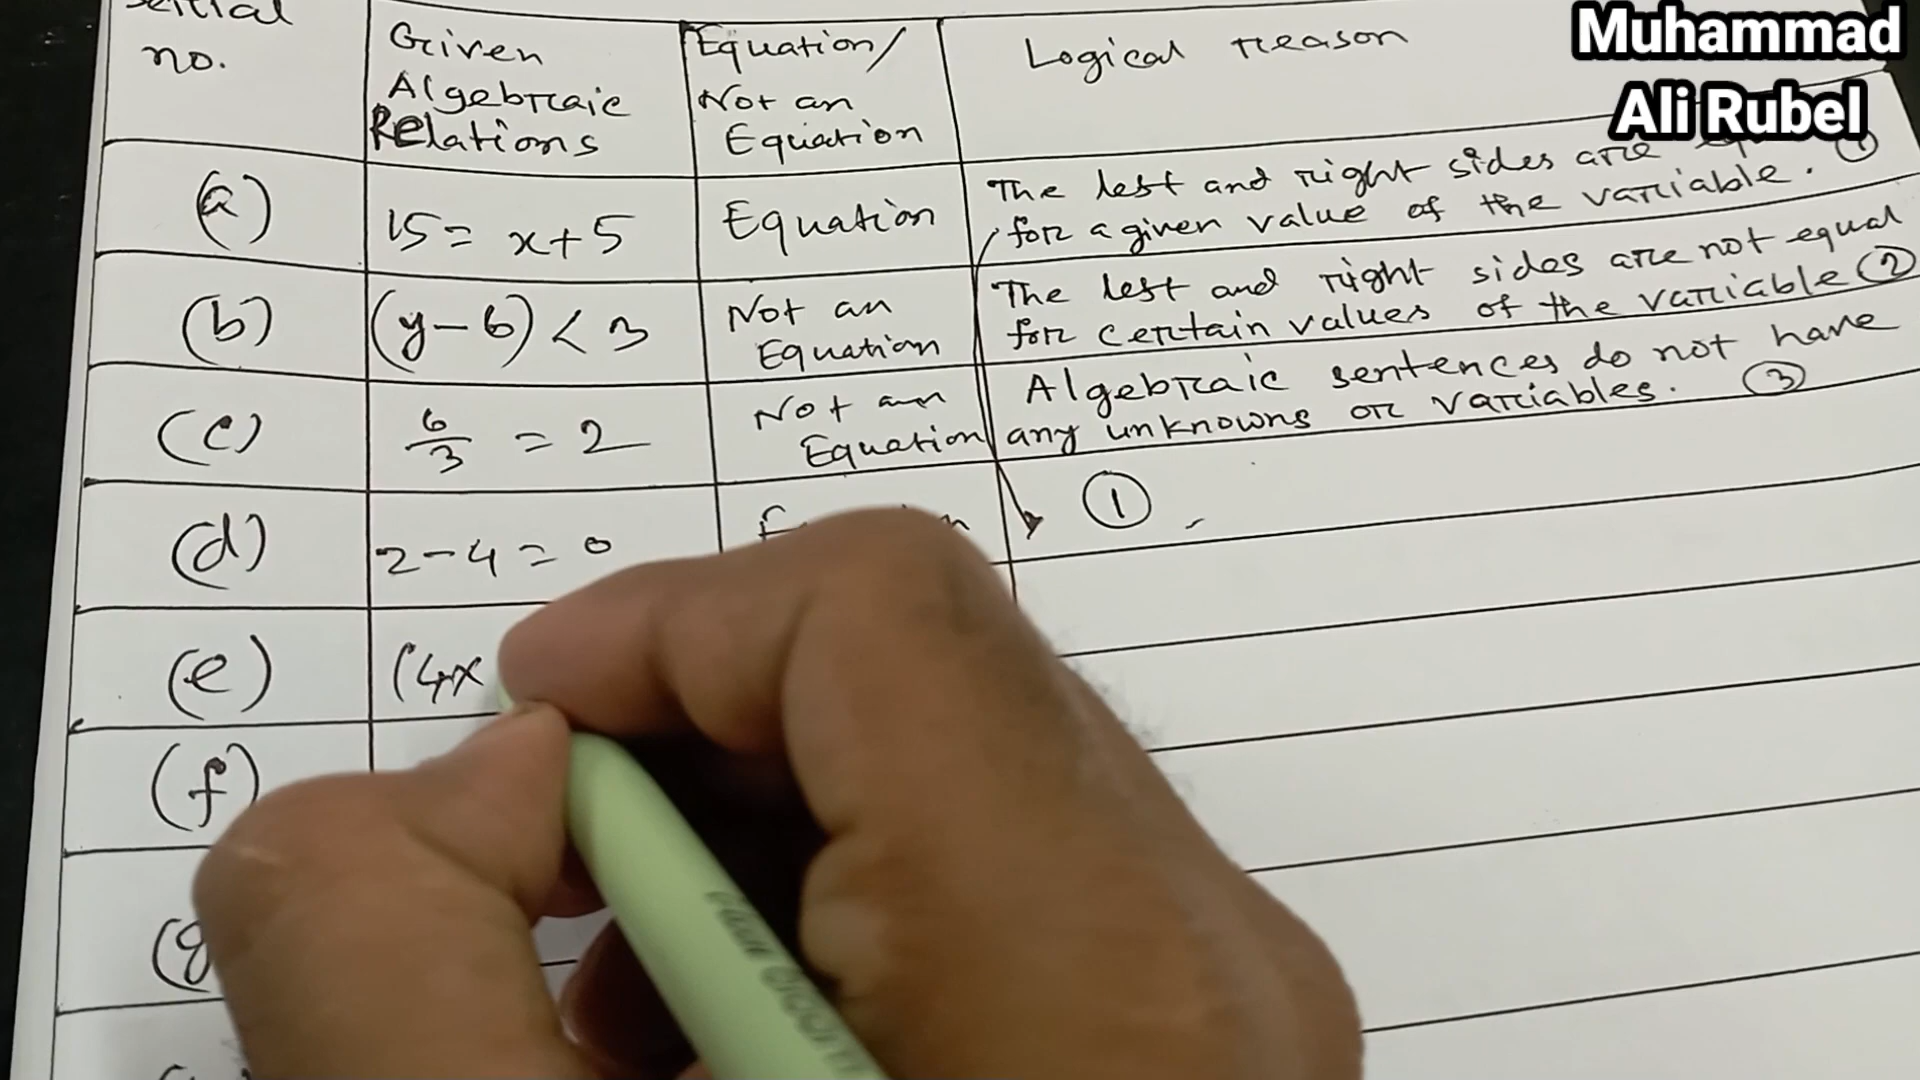 Serial
no.
Given
Algebraic
Relations
Equation/
Not an
Equation
Logical reason
Muhammad
Ali Rubel
(a)
15 = x+5
Equation
The left and right sides are
for a given value of the variable. ①
(b)
(y-6) < 3
Not an
Equation
The left and right sides are not equal
for certain values of the variable ②
(c)
6/3 = 2
Not an
Equation
Algebraic sentences do not have
any unknowns or variables. ③
(d)
2-4 = 0
①
(e)
(4x
(f)
(g